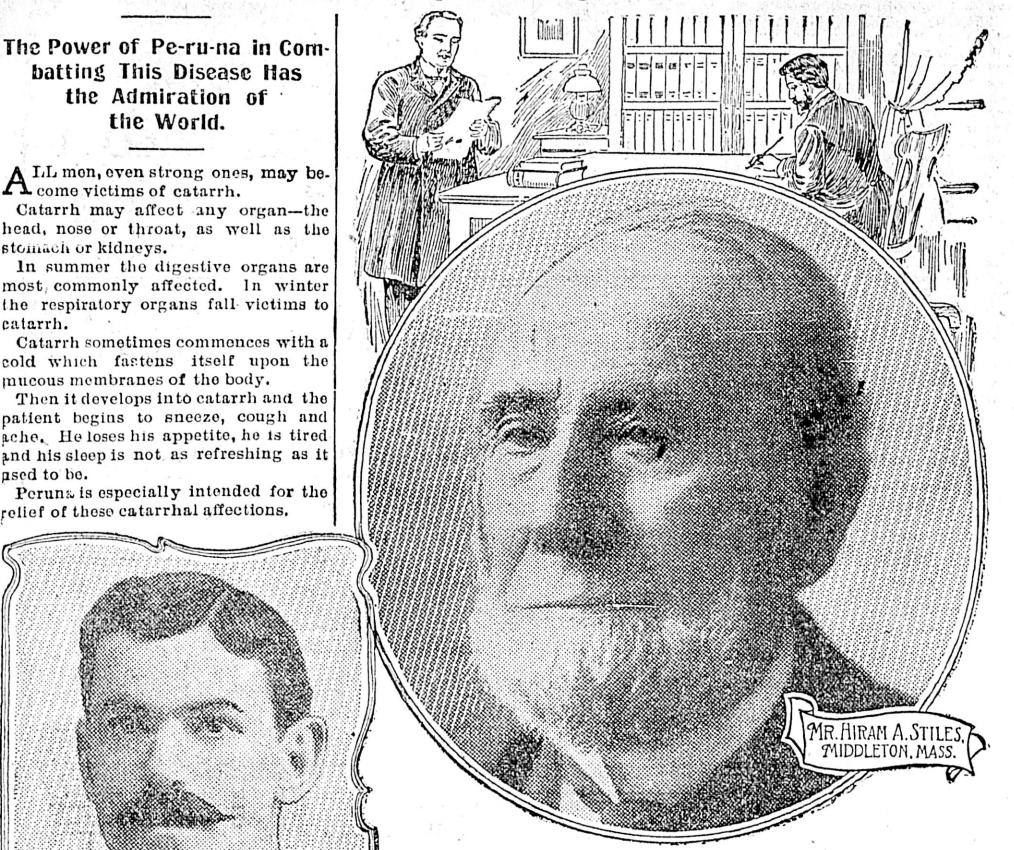 The Power of Pe-ru-na in Com-
batting This Disease Has
the Admiration of
the World.
ALL men, even strong ones, may be-
come victims of catarrh.
Catarrh may affect any organ—the
head, nose or throat, as well as the
stomach or kidneys.
In summer the digestive organs are
most commonly affected. In winter
the respiratory organs fall victims to
catarrh.
Catarrh sometimes commences with a
cold which fastens itself upon the
mucous membranes of the body.
Then it develops into catarrh and the
patient begins to sneeze, cough and
ache. He loses his appetite, he is tired
and his sleep is not as refreshing as it
used to be.
Peruna is especially intended for the
relief of these catarrhal affections.
MR. HIRAM A. STILES,
MIDDLETON, MASS.